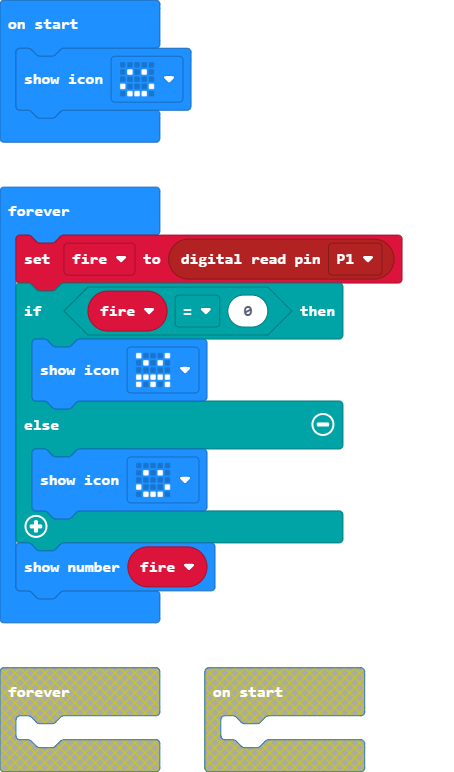 on start
show icon
forever
set fire to digital read pin P1
if fire = 0 then
show icon
else
show icon
show number fire
forever on start